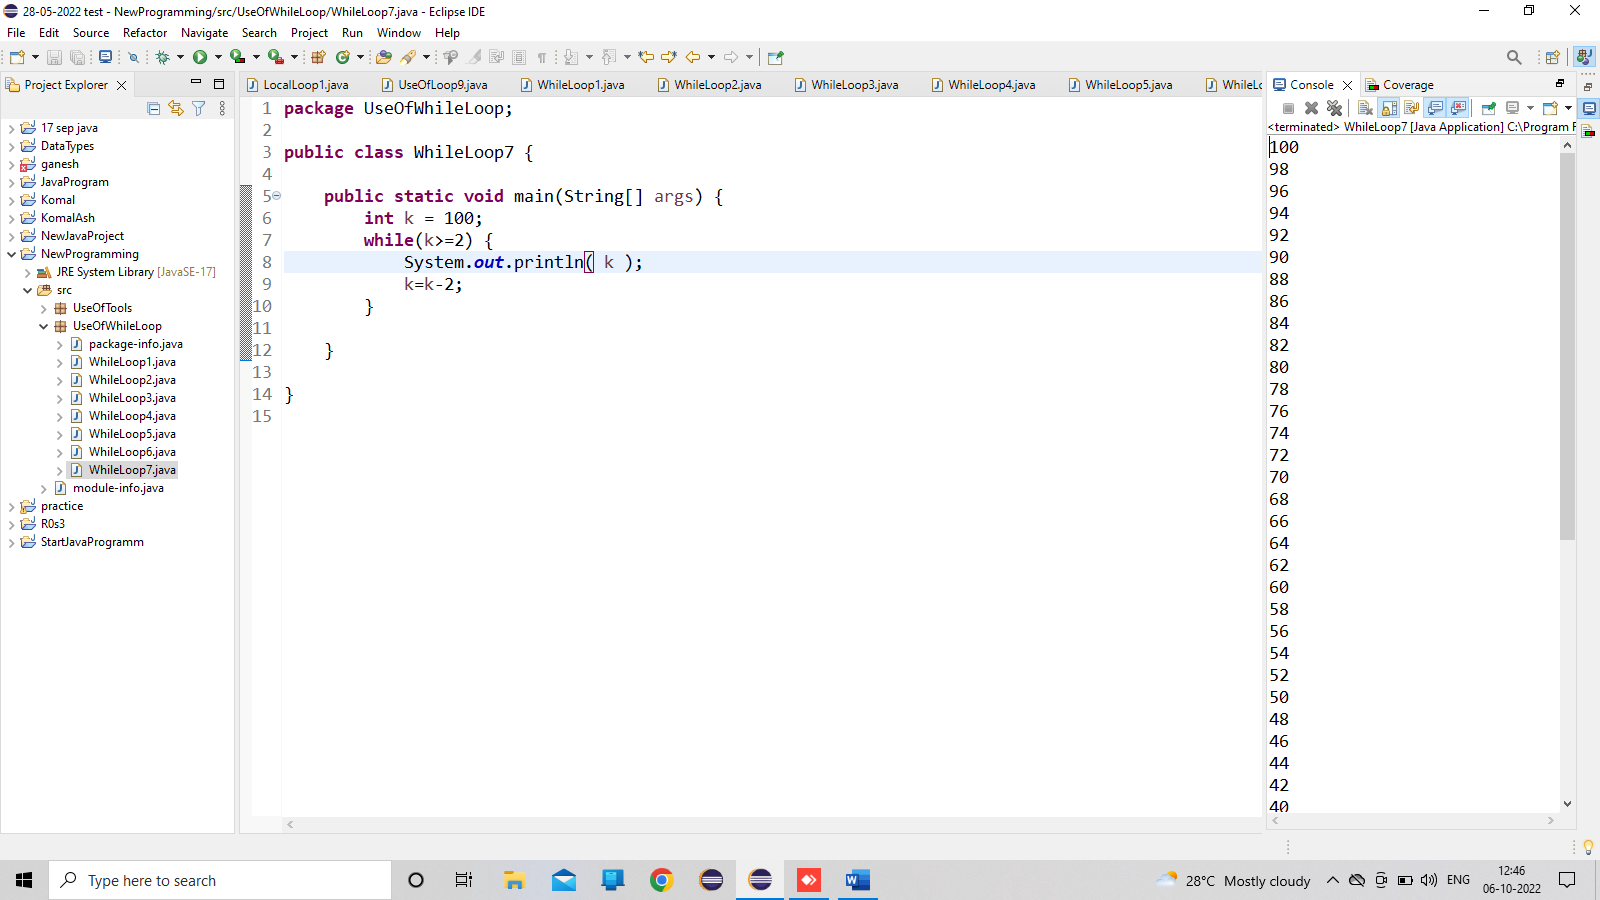 28-05-2022 test - NewProgramming/src/UseOfWhileLoop/WhileLoop7.java - Eclipse IDE
File Edit Source Refactor Navigate Search Project Run Window Help
Project Explorer
17 sep java
DataTypes
ganesh
JavaProgram
Komal
KomalAsh
NewJavaProject
NewProgramming
JRE System Library [JavaSE-17]
src
UseOfTools
UseOfWhileLoop
package-info.java
WhileLoop1.java
WhileLoop2.java
WhileLoop3.java
WhileLoop4.java
WhileLoop5.java
WhileLoop6.java
WhileLoop7.java
module-info.java
practice
R0s3
StartJavaProgramm
LocalLoop1.java UseOfLoop9.java WhileLoop1.java WhileLoop2.java WhileLoop3.java WhileLoop4.java WhileLoop5.java WhileLo
1 package UseOfWhileLoop;
2
3 public class WhileLoop7 {
4
5 public static void main(String[] args) {
6 int k = 100;
7 while(k>=2) {
8 System.out.println( k );
9 k=k-2;
10 }
11
12 }
13
14 }
15
Console Coverage
<terminated> WhileLoop7 [Java Application] C:\Program F
100
98
96
94
92
90
88
86
84
82
80
78
76
74
72
70
68
66
64
62
60
58
56
54
52
50
48
46
44
42
40
Type here to search
28°C Mostly cloudy
ENG
12:46
06-10-2022